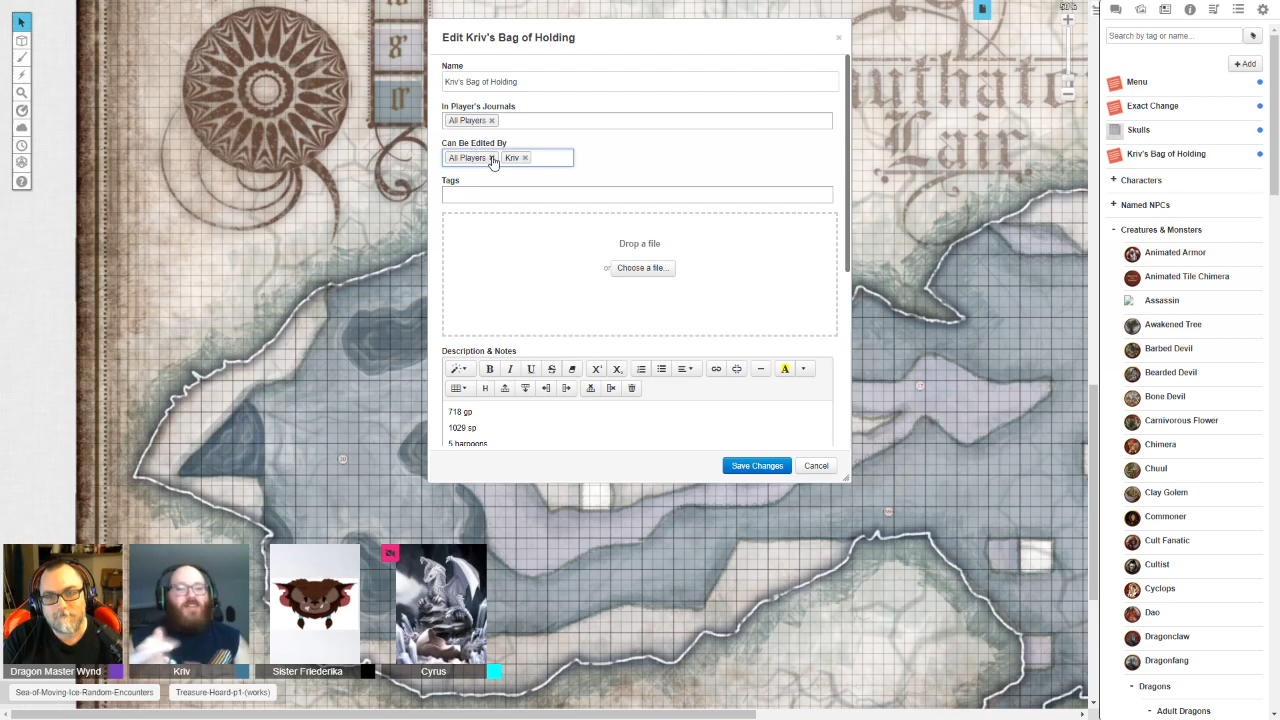 Edit Kriv's Bag of Holding
×
Name
Kriv's Bag of Holding
In Player's Journals
All Players ×
Can Be Edited By
All Players × Kriv ×
Tags
Drop a file
or Choose a file...
Description & Notes
B I U S
H
718 gp
1029 sp
5 harpoons
Save Changes Cancel
Search by tag or name...
+ Add
Menu
Exact Change
Skulls
Kriv's Bag of Holding
+ Characters
+ Named NPCs
- Creatures & Monsters
Animated Armor
Animated Tile Chimera
Assassin
Awakened Tree
Barbed Devil
Bearded Devil
Bone Devil
Carnivorous Flower
Chimera
Chuul
Clay Golem
Commoner
Cult Fanatic
Cultist
Cyclops
Dao
Dragonclaw
Dragonfang
- Dragons
- Adult Dragons
Lair
Dragon Master Wynd
Kriv
Sister Friederika
Cyrus
Sea-of-Moving-Ice-Random-Encounters
Treasure-Hoard-p1-(works)